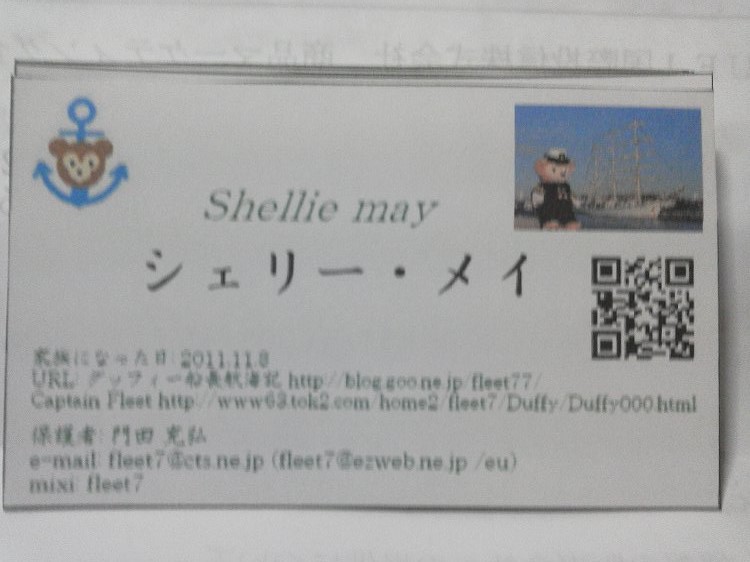 Shellie may
シェリー・メイ
家族になった日: 2011.11.8
URL: ダッフィー船長航海記 http://blog.goo.ne.jp/fleet77/
Captain Fleet http://www63.tok2.com/home2/fleet7/Duffy/Duffy000.html
保護者: 門田 充弘
e-mail: fleet7@cts.ne.jp (fleet7@ezweb.ne.jp /eu)
mixi: fleet7